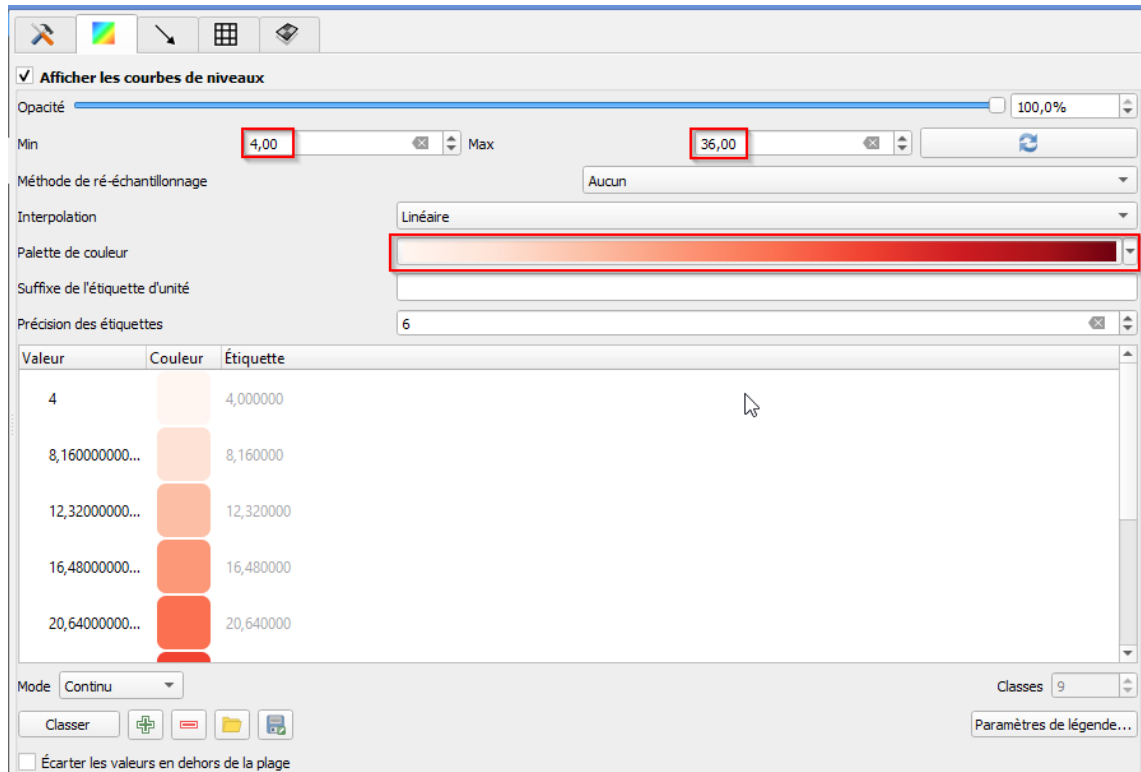 Afficher les courbes de niveaux
Opacité 100,0%
Min 4,00 Max 36,00
Méthode de ré-échantillonnage Aucun
Interpolation Linéaire
Palette de couleur
Suffixe de l'étiquette d'unité
Précision des étiquettes 6
Valeur Couleur Étiquette
4 4,000000
8,160000000... 8,160000
12,32000000... 12,320000
16,48000000... 16,480000
20,64000000... 20,640000
Mode Continu Classes 9
Classer Paramètres de légende...
Écarter les valeurs en dehors de la plage